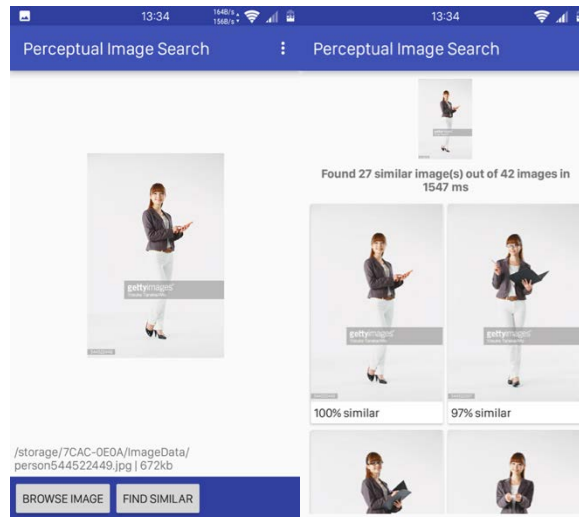 13:34
164B/s
156B/s
Perceptual Image Search
gettyimages®
/storage/7CAC-0E0A/ImageData/
person544522449.jpg | 672kb
BROWSE IMAGE
FIND SIMILAR
13:34
Perceptual Image Search
Found 27 similar image(s) out of 42 images in
1547 ms
gettyimages®
gettyimages®
100% similar
97% similar